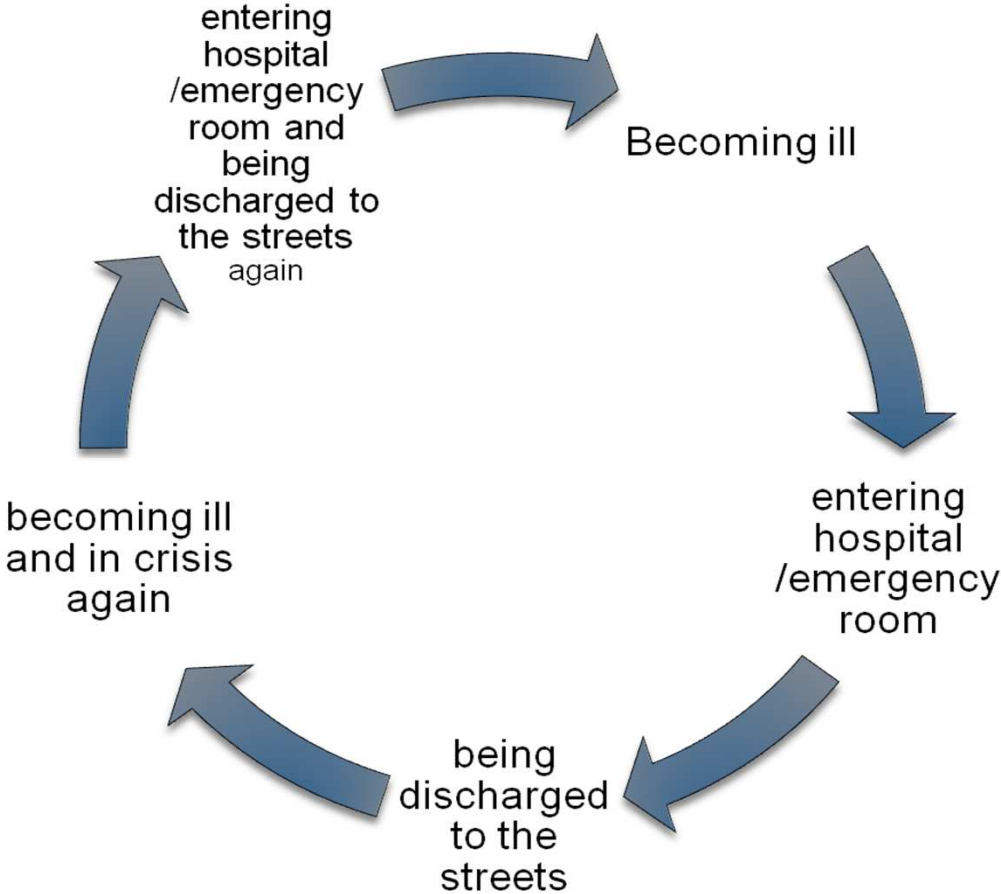 entering
hospital
/emergency
room and
being
discharged to
the streets
again
Becoming ill
entering
hospital
/emergency
room
being
discharged
to the
streets
becoming ill
and in crisis
again